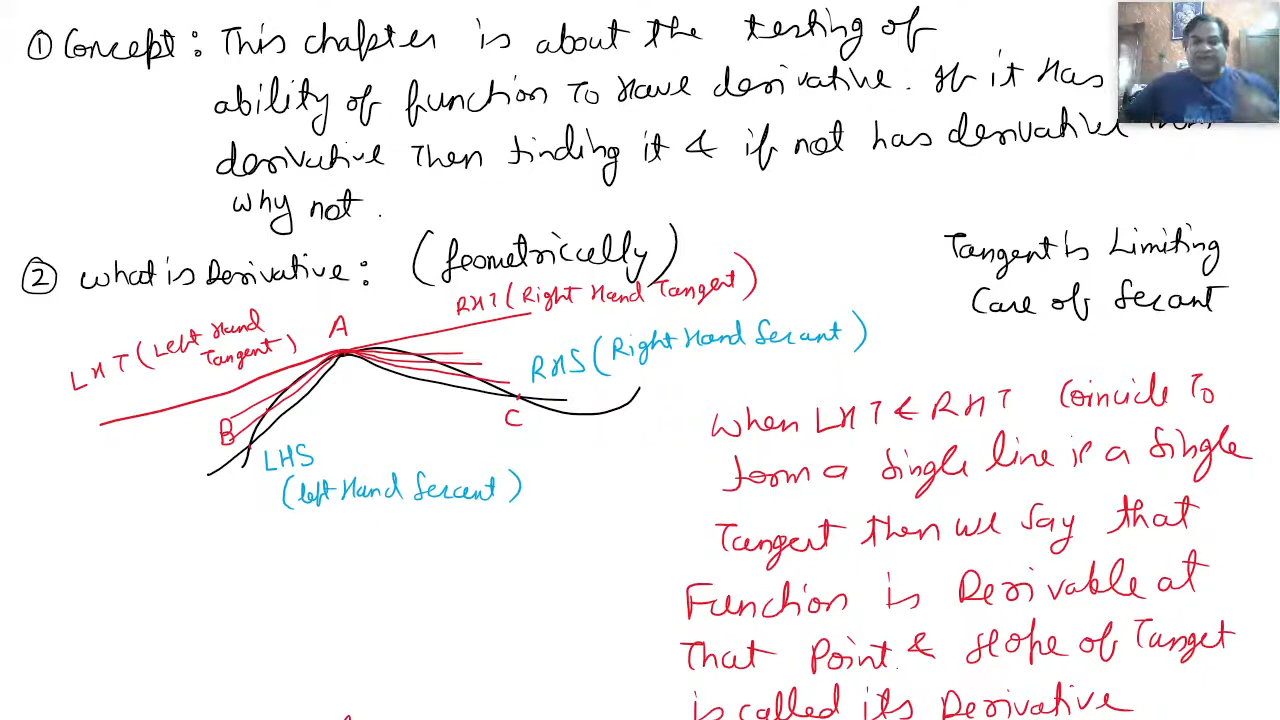 ① Concept: This chapter is about the testing of
ability of function To Have derivative. If it Has
derivative Then finding it & if not has derivative
why not.
② What is Derivative: (Geometrically)
Tangent is Limiting
Case of Secant
RHT (Right Hand Tangent)
A
LHT (Left Hand
Tangent)
RHS (Right Hand Secant)
B
C
LHS
(left Hand Secant)
When LHT & RHT Coincide To
form a single line i.e a single
Tangent then we say that
Function is Derivable at
That Point & slope of Tanget
is called its Derivative